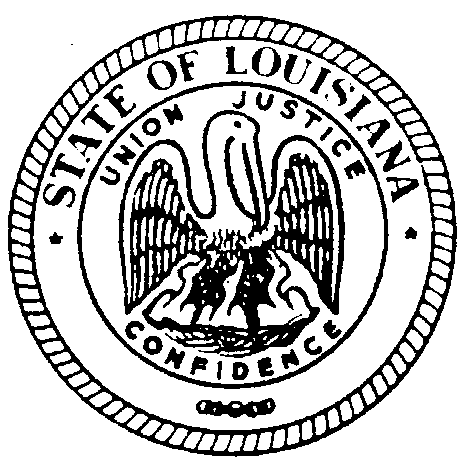 STATE OF LOUISIANA
UNION JUSTICE
CONFIDENCE